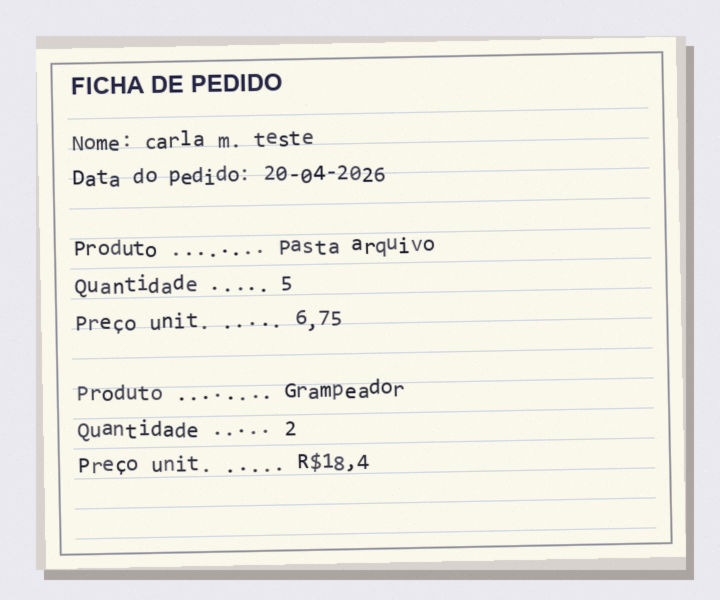 FICHA DE PEDIDO
Nome: carla m. teste
Data do pedido: 20-04-2026
Produto ........ Pasta arquivo
Quantidade ..... 5
Preço unit. ..... 6,75
Produto ........ Grampeador
Quantidade ..... 2
Preço unit. ..... R$18,4